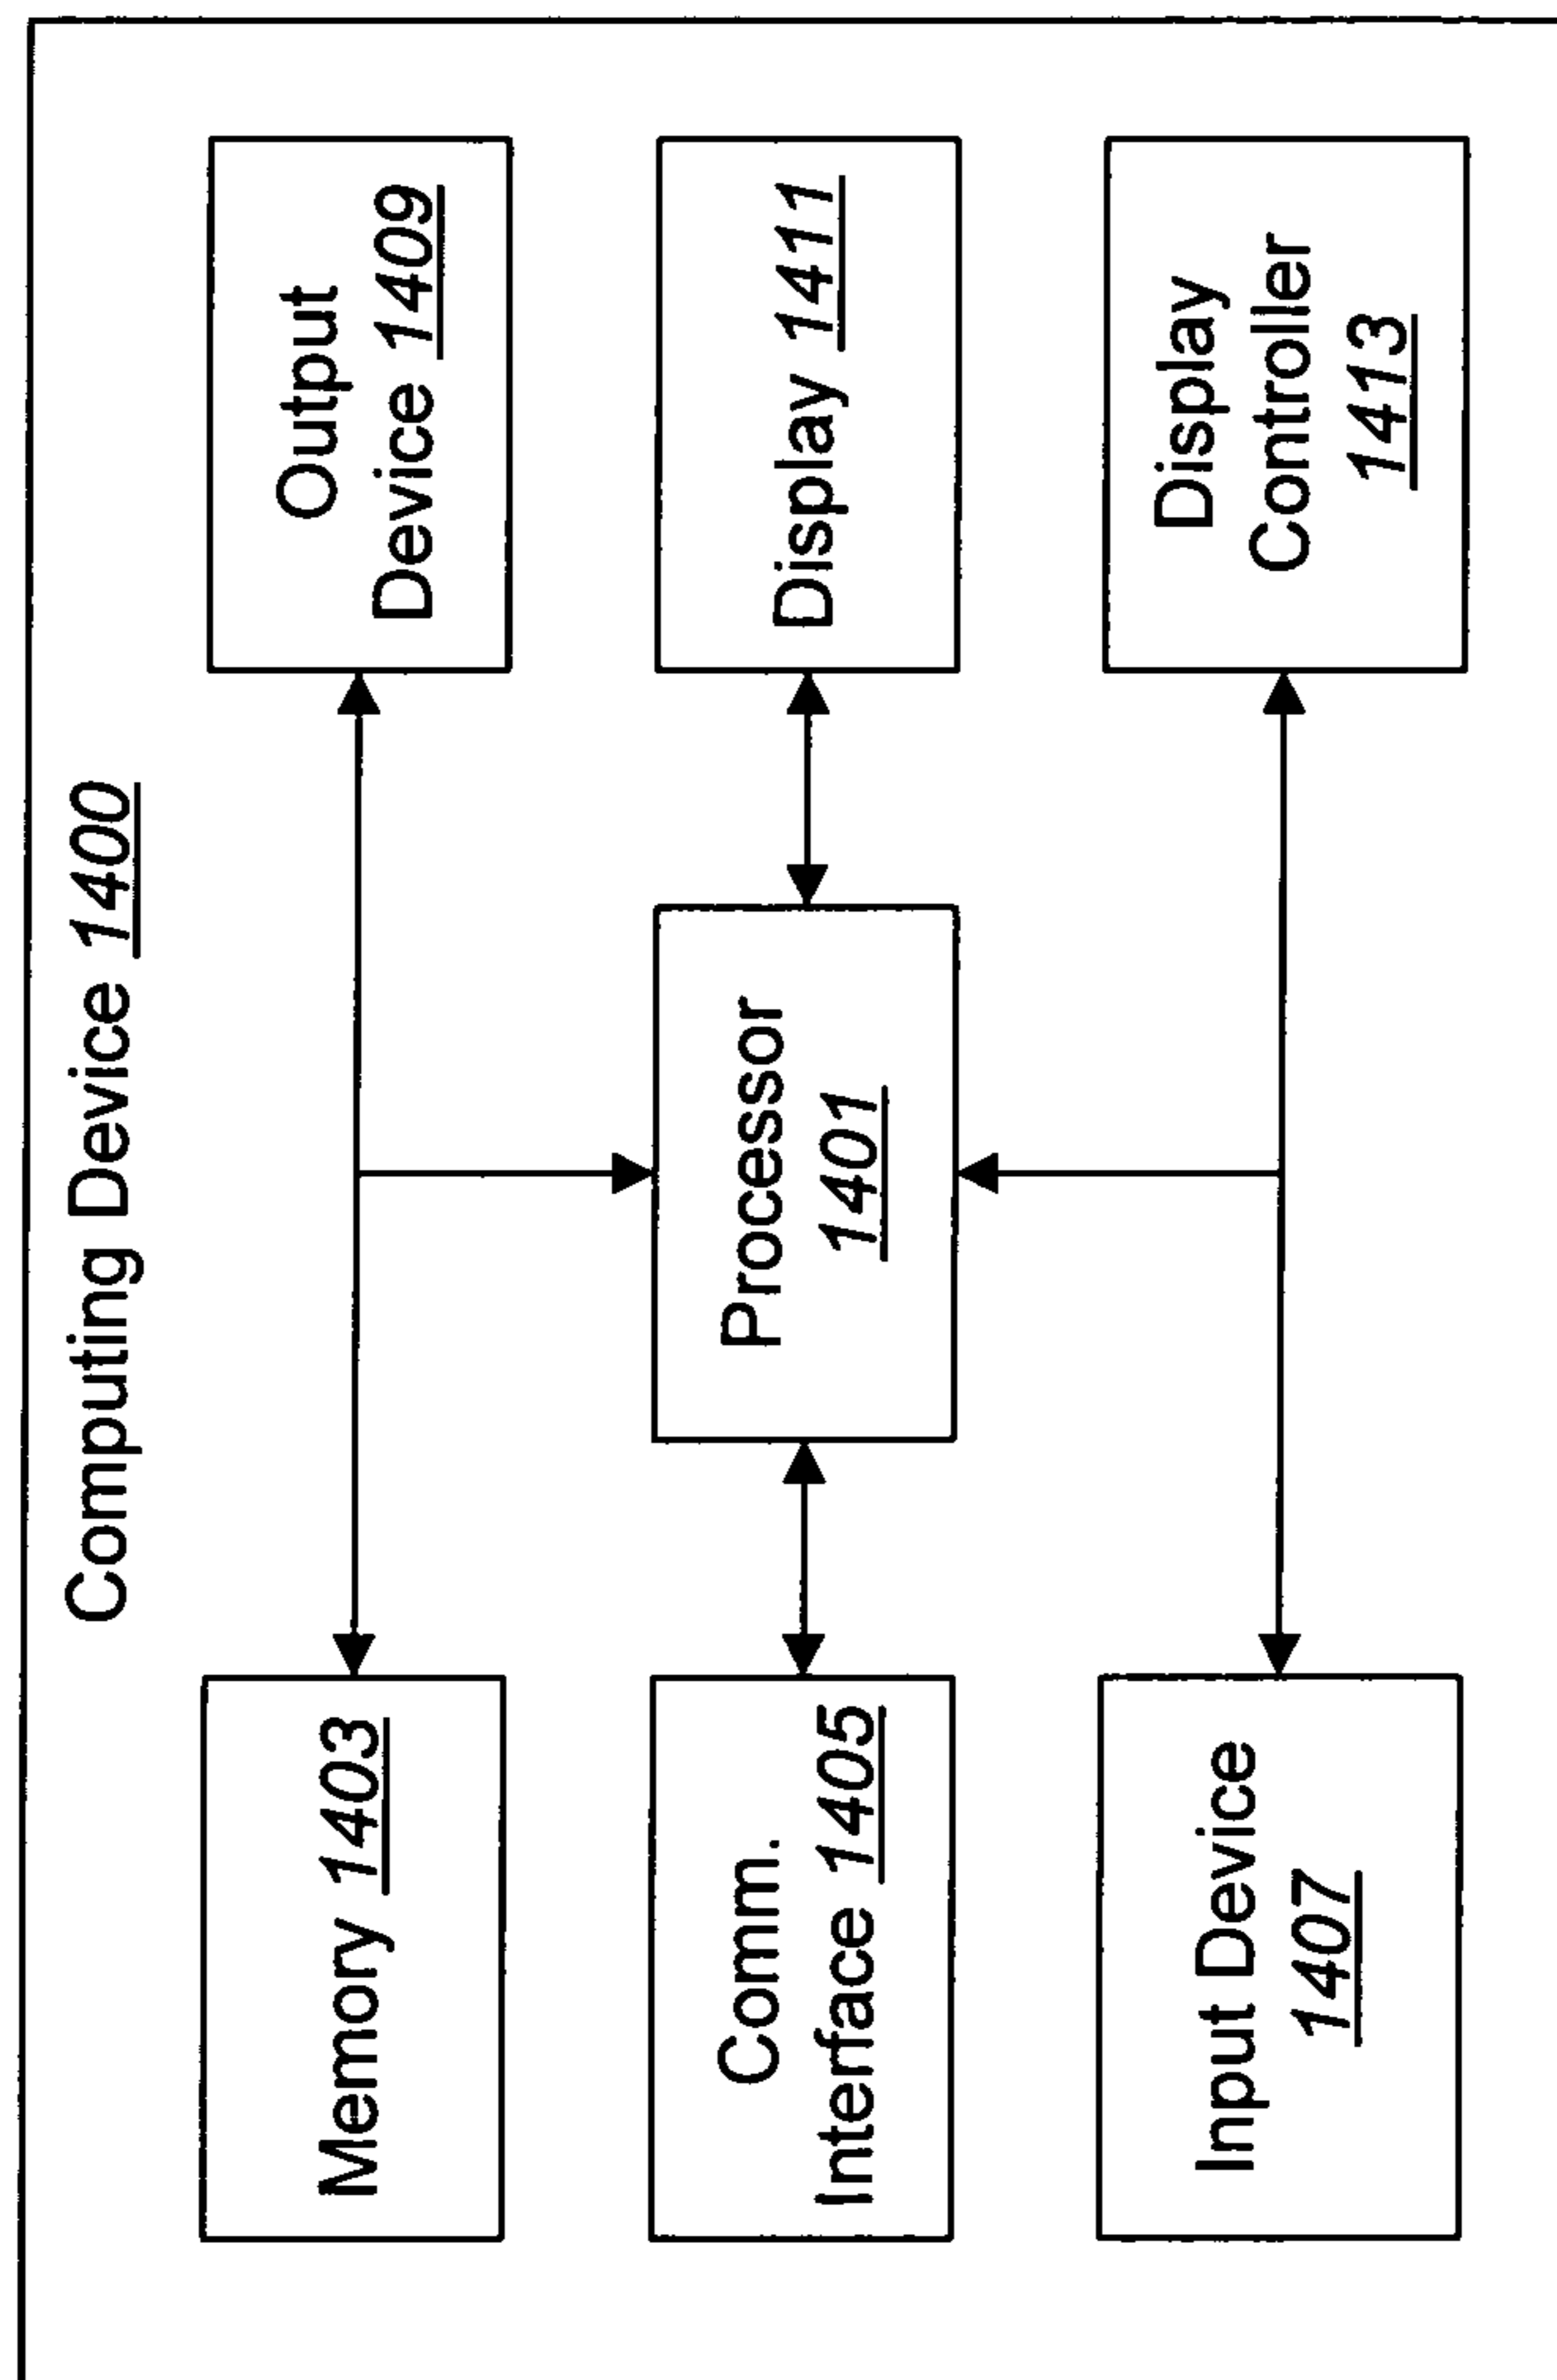 Computing Device 1400
Memory 1403
Output
Device 1409
Comm.
Interface 1405
Processor
1401
Display 1411
Input Device
1407
Display
Controller
1413